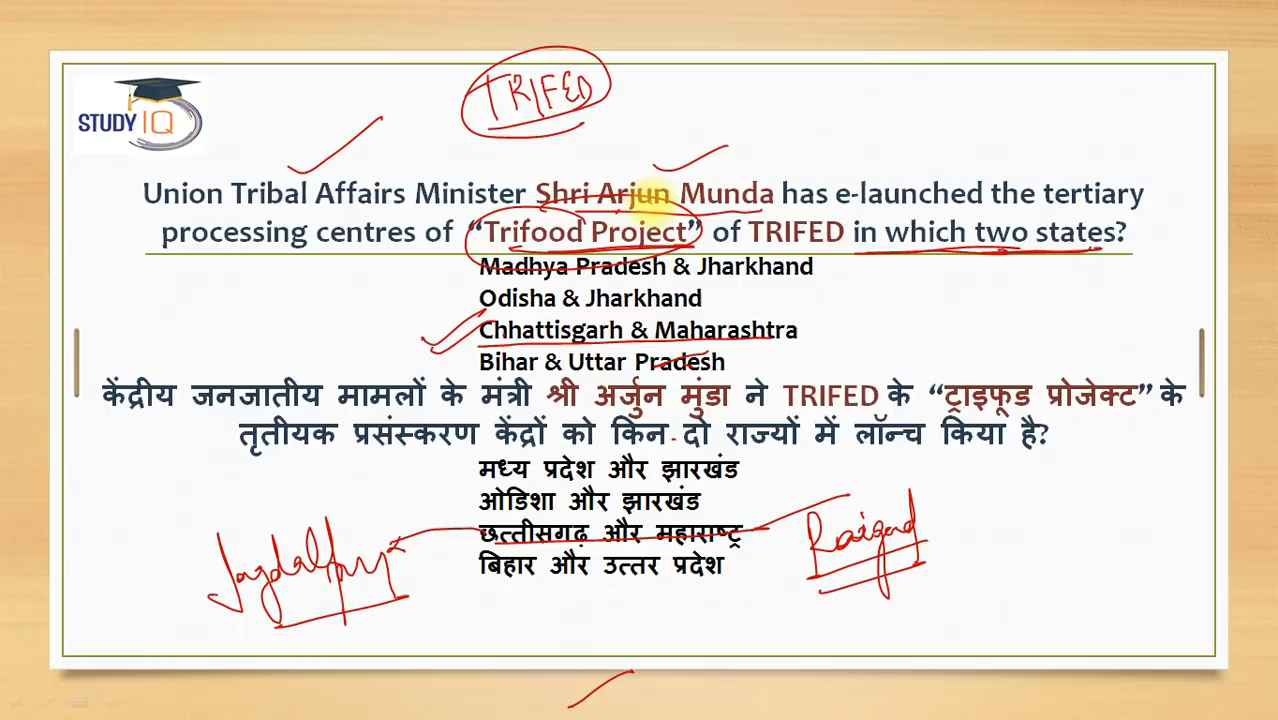 TRIFED
STUDY IQ
Union Tribal Affairs Minister Shri Arjun Munda has e-launched the tertiary
processing centres of “Trifood Project” of TRIFED in which two states?
Madhya Pradesh & Jharkhand
Odisha & Jharkhand
Chhattisgarh & Maharashtra
Bihar & Uttar Pradesh
केंद्रीय जनजातीय मामलों के मंत्री श्री अर्जुन मुंडा ने TRIFED के “ट्राइफूड प्रोजेक्ट” के
तृतीयक प्रसंस्करण केंद्रों को किन दो राज्यों में लॉन्च किया है?
मध्य प्रदेश और झारखंड
ओडिशा और झारखंड
छत्तीसगढ़ और महाराष्ट्र
बिहार और उत्तर प्रदेश
Jagdalpur
Raigad